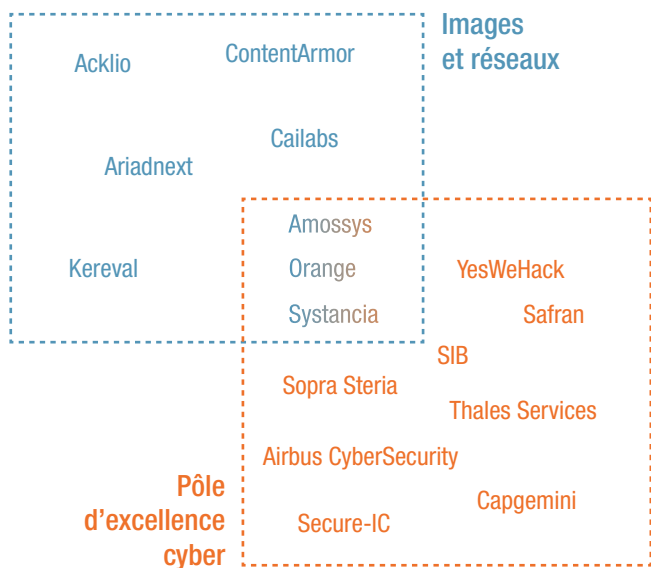 Images
et réseaux
Acklio
ContentArmor
Cailabs
Ariadnext
Kereval
Amossys
Orange
Systancia
YesWeHack
Safran
SIB
Sopra Steria
Thales Services
Airbus CyberSecurity
Capgemini
Secure-IC
Pôle
d'excellence
cyber